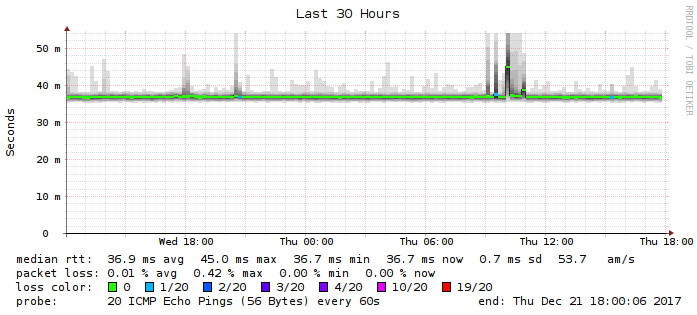 Last 30 Hours
RRDTOOL / TOBI OETIKER
Seconds
50 m
40 m
30 m
20 m
10 m
0
Wed 18:00 Thu 00:00 Thu 06:00 Thu 12:00 Thu 18:00
median rtt: 36.9 ms avg 45.0 ms max 36.7 ms min 36.7 ms now 0.7 ms sd 53.7 am/s
packet loss: 0.01 % avg 0.42 % max 0.00 % min 0.00 % now
loss color: 0 1/20 2/20 3/20 4/20 10/20 19/20
probe: 20 ICMP Echo Pings (56 Bytes) every 60s end: Thu Dec 21 18:00:06 2017